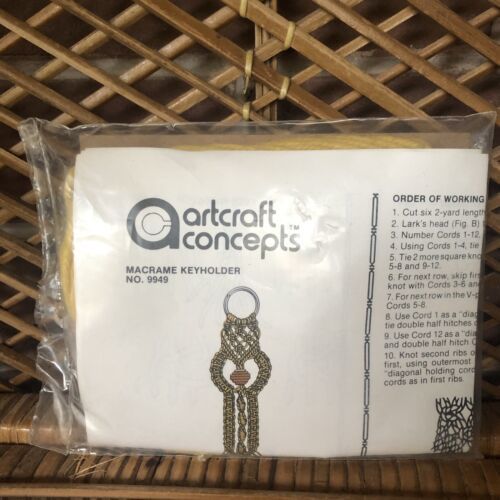 artcraft
concepts™
MACRAME KEYHOLDER
NO. 9949
ORDER OF WORKING
1. Cut six 2-yard length
2. Lark's head (Fig. B)
3. Number Cords 1-12,
4. Using Cords 1-4, tie
5. Tie 2 more square kno
5-8 and 9-12.
6. For next row, skip firs
knot with Cords 3-6 an
7. For next row in the V-p
Cords 5-8.
8. Use Cord 1 as a "diag
tie double half hitches
9. Use Cord 12 as a "di
and double half hitch C
10. Knot second ribs o
first, using outermost
"diagonal holding cord
cords as in first ribs.